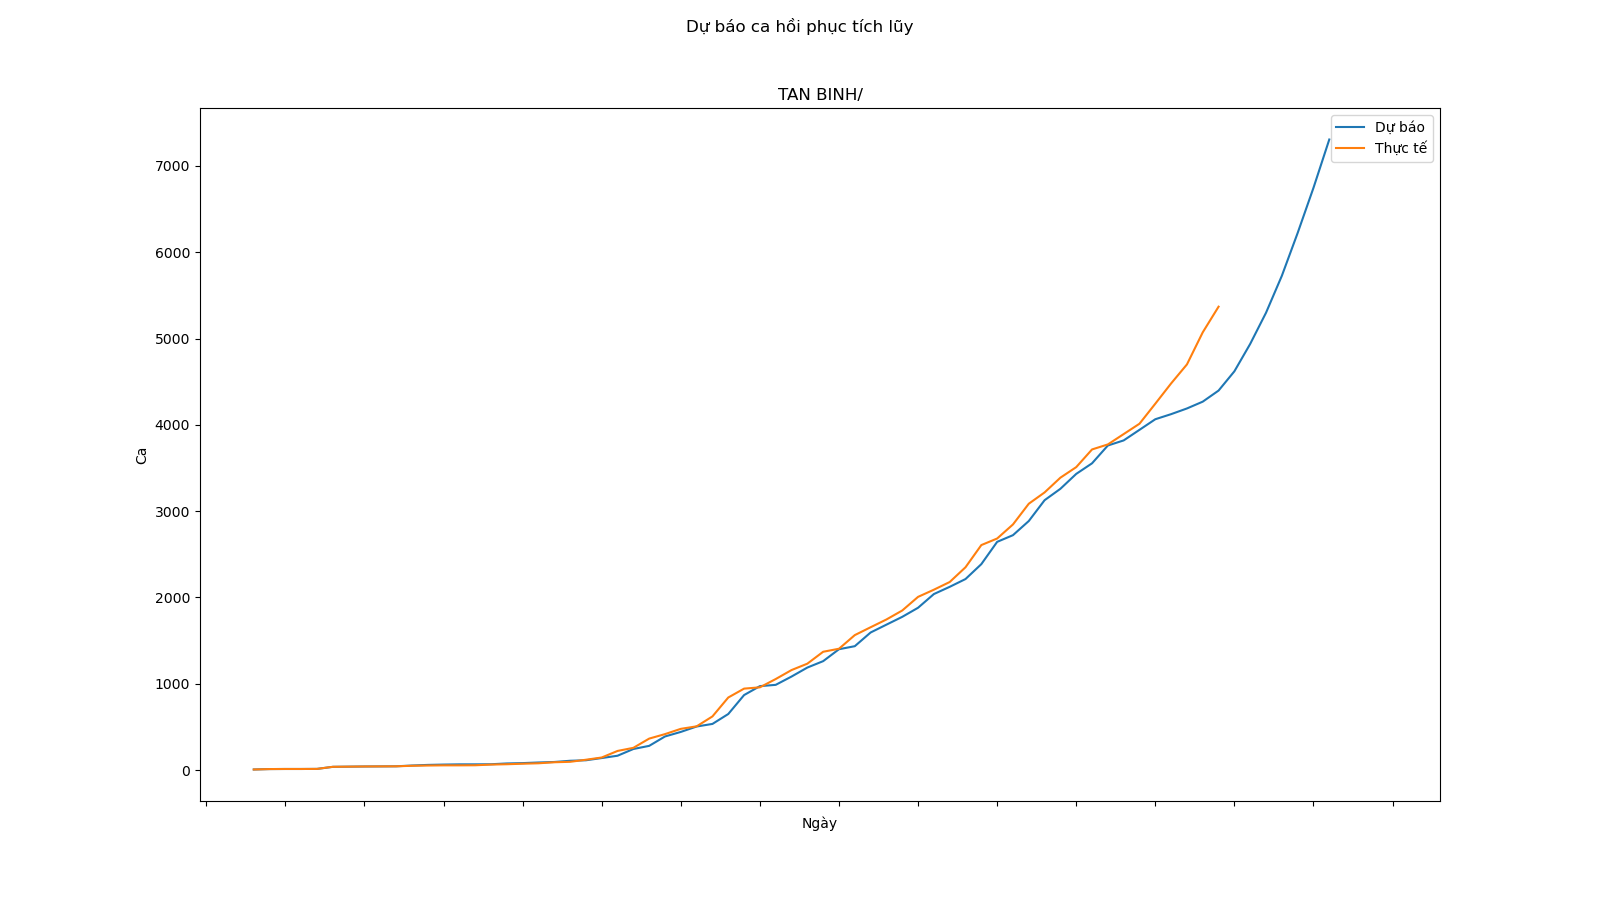 Dự báo ca hồi phục tích lũy
TAN BINH/
Dự báo
Thực tế
7000
6000
5000
4000
3000
2000
1000
0
Ca
Ngày